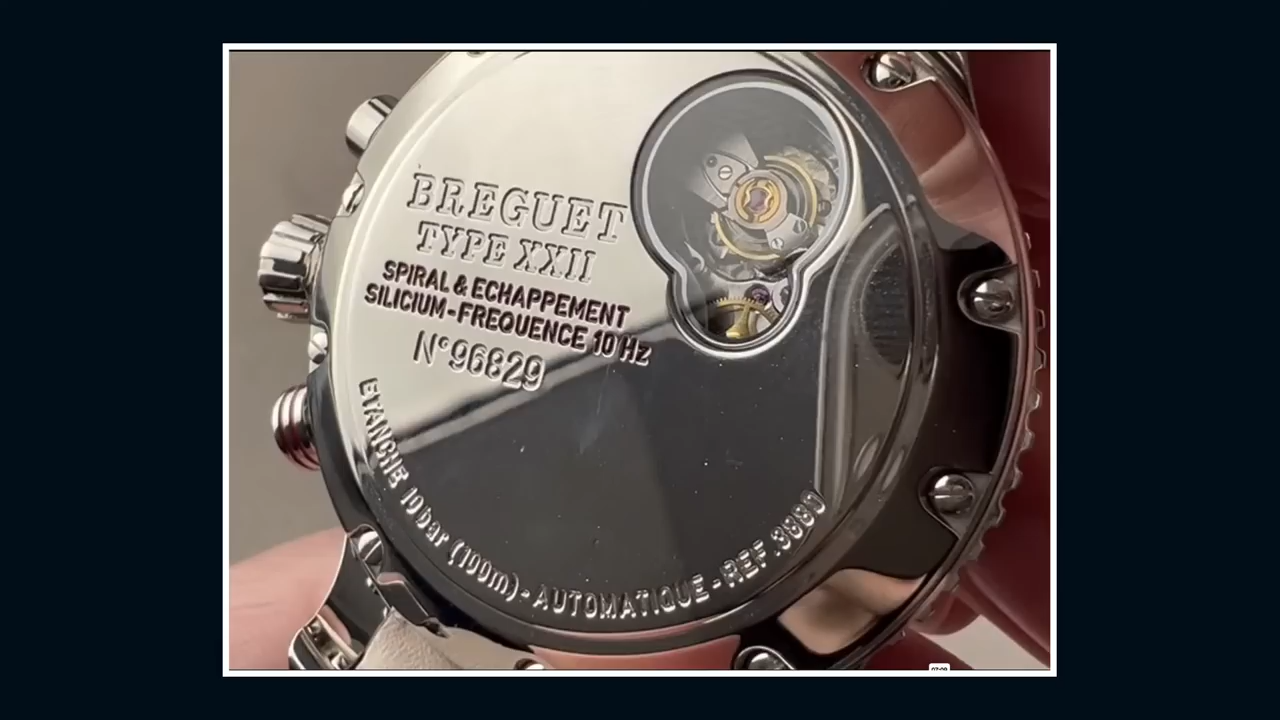 BREGUET
TYPE XXII
SPIRAL & ECHAPPEMENT
SILICIUM-FREQUENCE 10 Hz
N° 96829
ETANCHE 10 bar (100m) - AUTOMATIQUE - REF. 3880